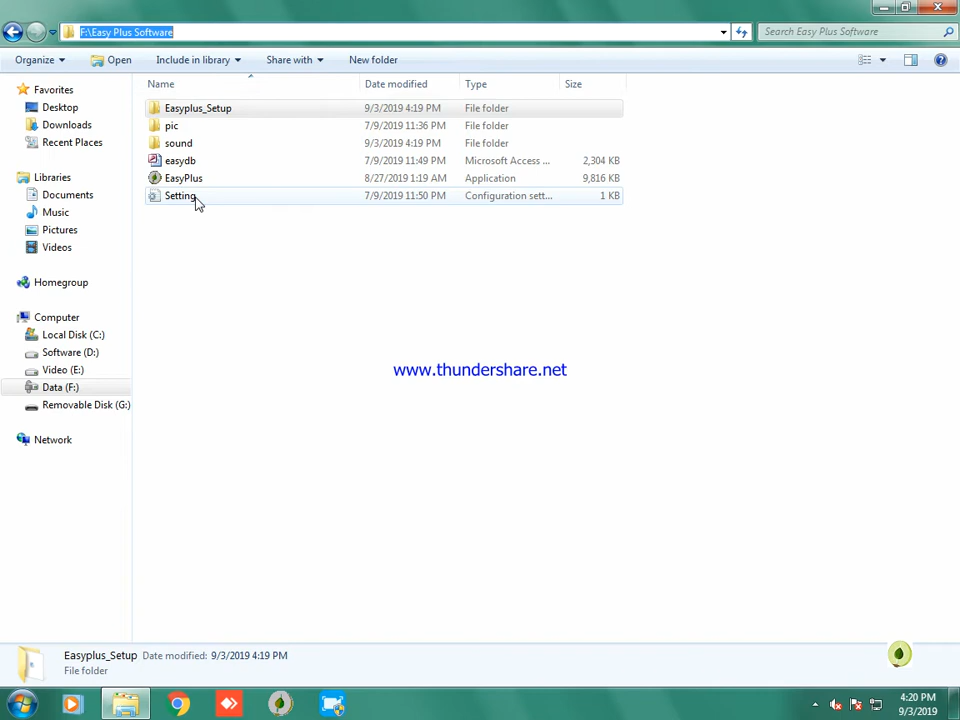 F:\Easy Plus Software
Search Easy Plus Software
Organize Open Include in library Share with New folder
Name Date modified Type Size
Favorites
Desktop
Downloads
Recent Places
Libraries
Documents
Music
Pictures
Videos
Homegroup
Computer
Local Disk (C:)
Software (D:)
Video (E:)
Data (F:)
Removable Disk (G:)
Network
Easyplus_Setup 9/3/2019 4:19 PM File folder
pic 7/9/2019 11:36 PM File folder
sound 9/3/2019 4:19 PM File folder
easydb 7/9/2019 11:49 PM Microsoft Access ... 2,304 KB
EasyPlus 8/27/2019 1:19 AM Application 9,816 KB
Setting 7/9/2019 11:50 PM Configuration sett... 1 KB
www.thundershare.net
Easyplus_Setup Date modified: 9/3/2019 4:19 PM
File folder
4:20 PM
9/3/2019